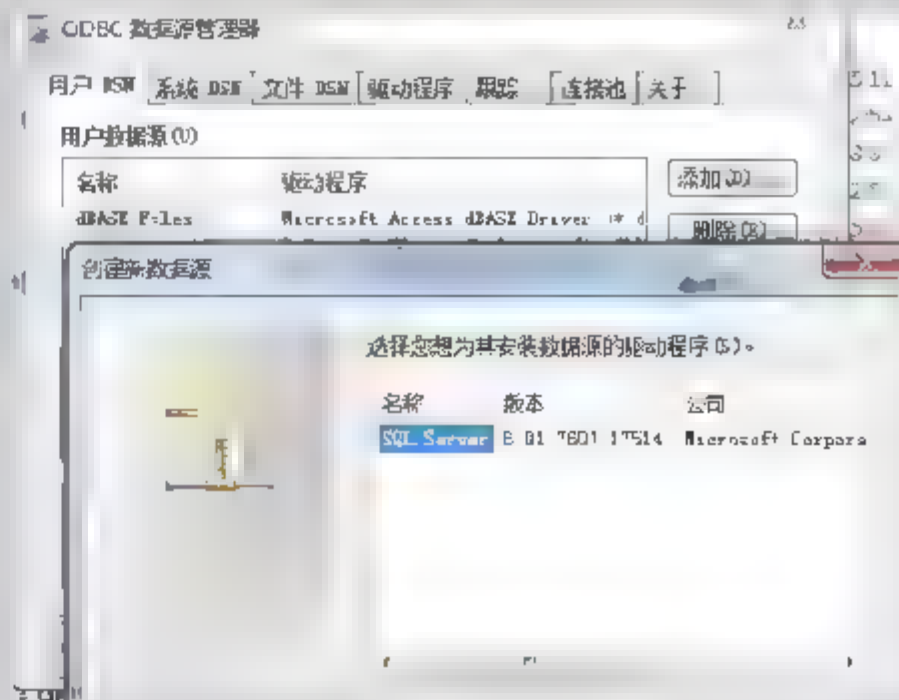 ODBC 数据源管理器
用户 DSN 系统 DSN 文件 DSN 驱动程序 跟踪 连接池 关于
用户数据源(U)
名称 驱动程序 添加(D)
dBASE Files Microsoft Access dBASE Driver (* d 删除(R)
创建新数据源
选择您想为其安装数据源的驱动程序(S)。
名称 版本 公司
SQL Server 6.01.7601.17514 Microsoft Corpora